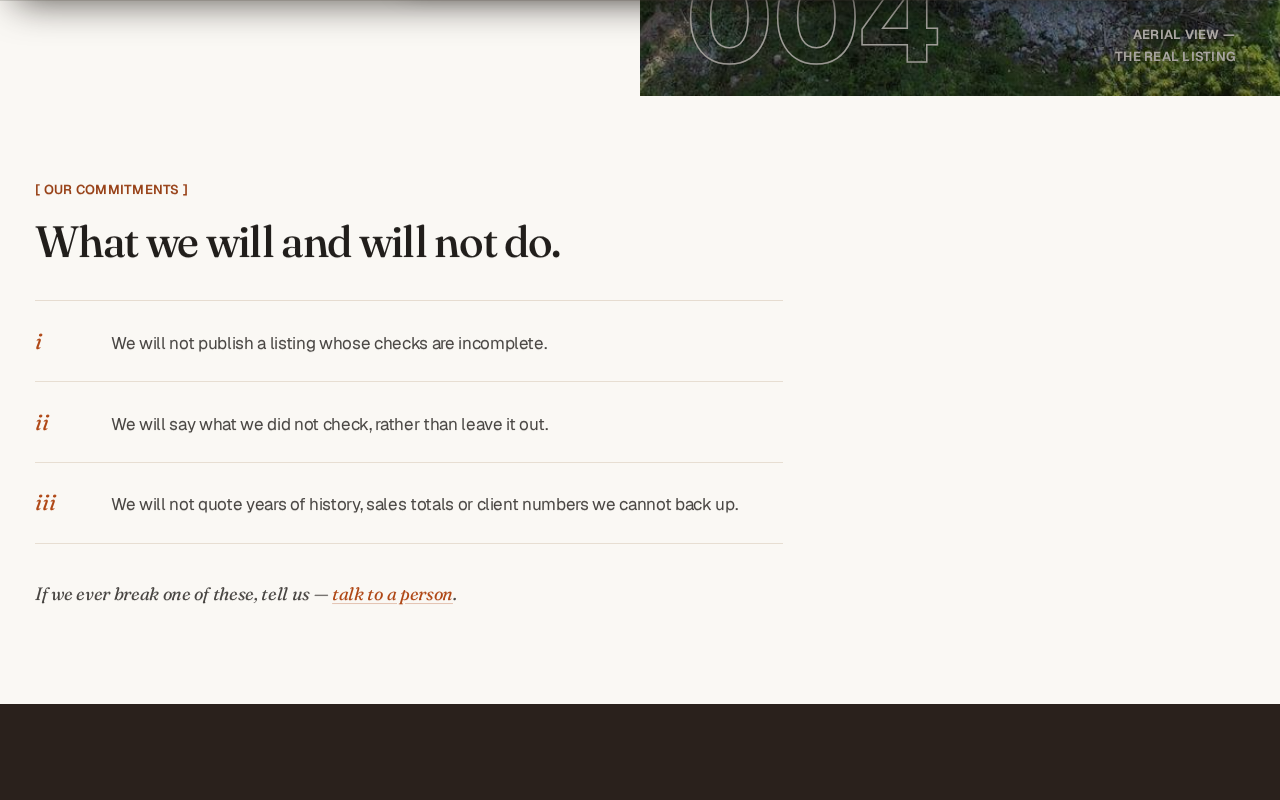 004
AERIAL VIEW —
THE REAL LISTING
[ OUR COMMITMENTS ]
What we will and will not do.
i We will not publish a listing whose checks are incomplete.
ii We will say what we did not check, rather than leave it out.
iii We will not quote years of history, sales totals or client numbers we cannot back up.
If we ever break one of these, tell us — talk to a person.